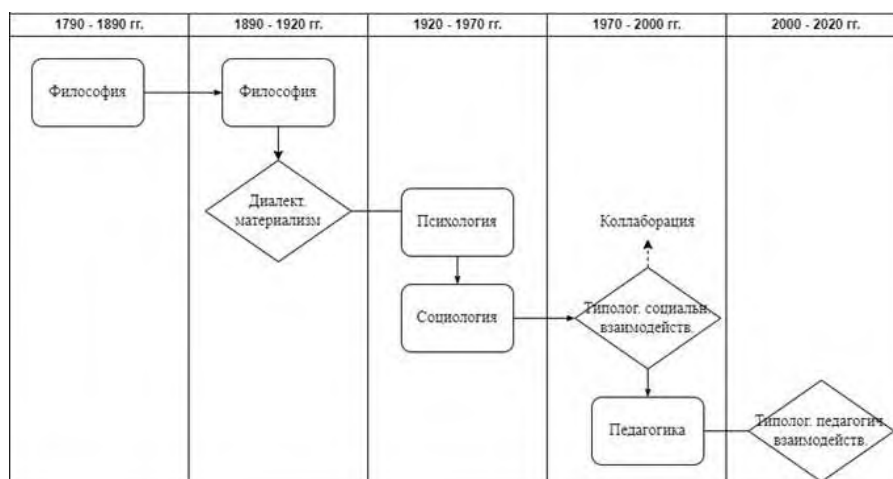 1790 - 1890 гг.
1890 - 1920 гг.
1920 - 1970 гг.
1970 - 2000 гг.
2000 - 2020 гг.
Философия
Философия
Диалект.
материализм
Психология
Социология
Коллаборация
Типолог. социальн.
взаимодейств.
Педагогика
Типолог. педагогич.
взаимодейств.